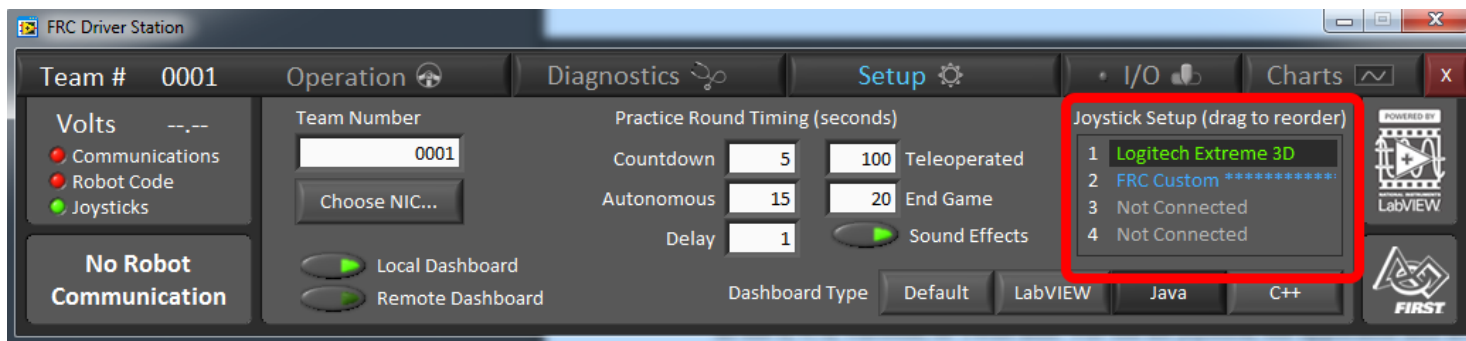 FRC Driver Station
Team # 0001
Operation
Diagnostics
Setup
I/O
Charts
X
Volts --.--
Communications
Robot Code
Joysticks
No Robot
Communication
Team Number
0001
Choose NIC...
Local Dashboard
Remote Dashboard
Practice Round Timing (seconds)
Countdown 5 100 Teleoperated
Autonomous 15 20 End Game
Delay 1 Sound Effects
Dashboard Type Default LabVIEW Java C++
Joystick Setup (drag to reorder)
1 Logitech Extreme 3D
2 FRC Custom ************
3 Not Connected
4 Not Connected
POWERED BY
NATIONAL INSTRUMENTS
LabVIEW
FIRST